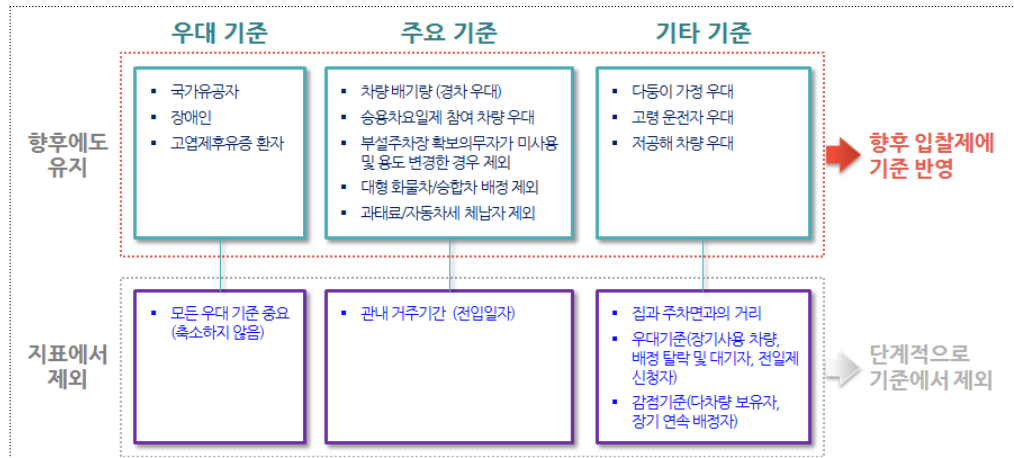 우대 기준
주요 기준
기타 기준
향후에도
유지
▪ 국가유공자
▪ 장애인
▪ 고엽제후유증 환자
▪ 차량 배기량 (경차 우대)
▪ 승용차요일제 참여 차량 우대
▪ 부설주차장 확보의무자가 미사용
및 용도 변경한 경우 제외
▪ 대형 화물차/승합차 배정 제외
▪ 과태료/자동차세 체납자 제외
▪ 다둥이 가정 우대
▪ 고령 운전자 우대
▪ 저공해 차량 우대
향후 입찰제에
기준 반영
지표에서
제외
▪ 모든 우대 기준 중요
(축소하지 않음)
▪ 관내 거주기간 (전입일자)
▪ 집과 주차면과의 거리
▪ 우대기준(장기사용 차량,
배정 탈락 및 대기자, 전일제
신청자)
▪ 감점기준(다차량 보유자,
장기 연속 배정자)
단계적으로
기준에서 제외